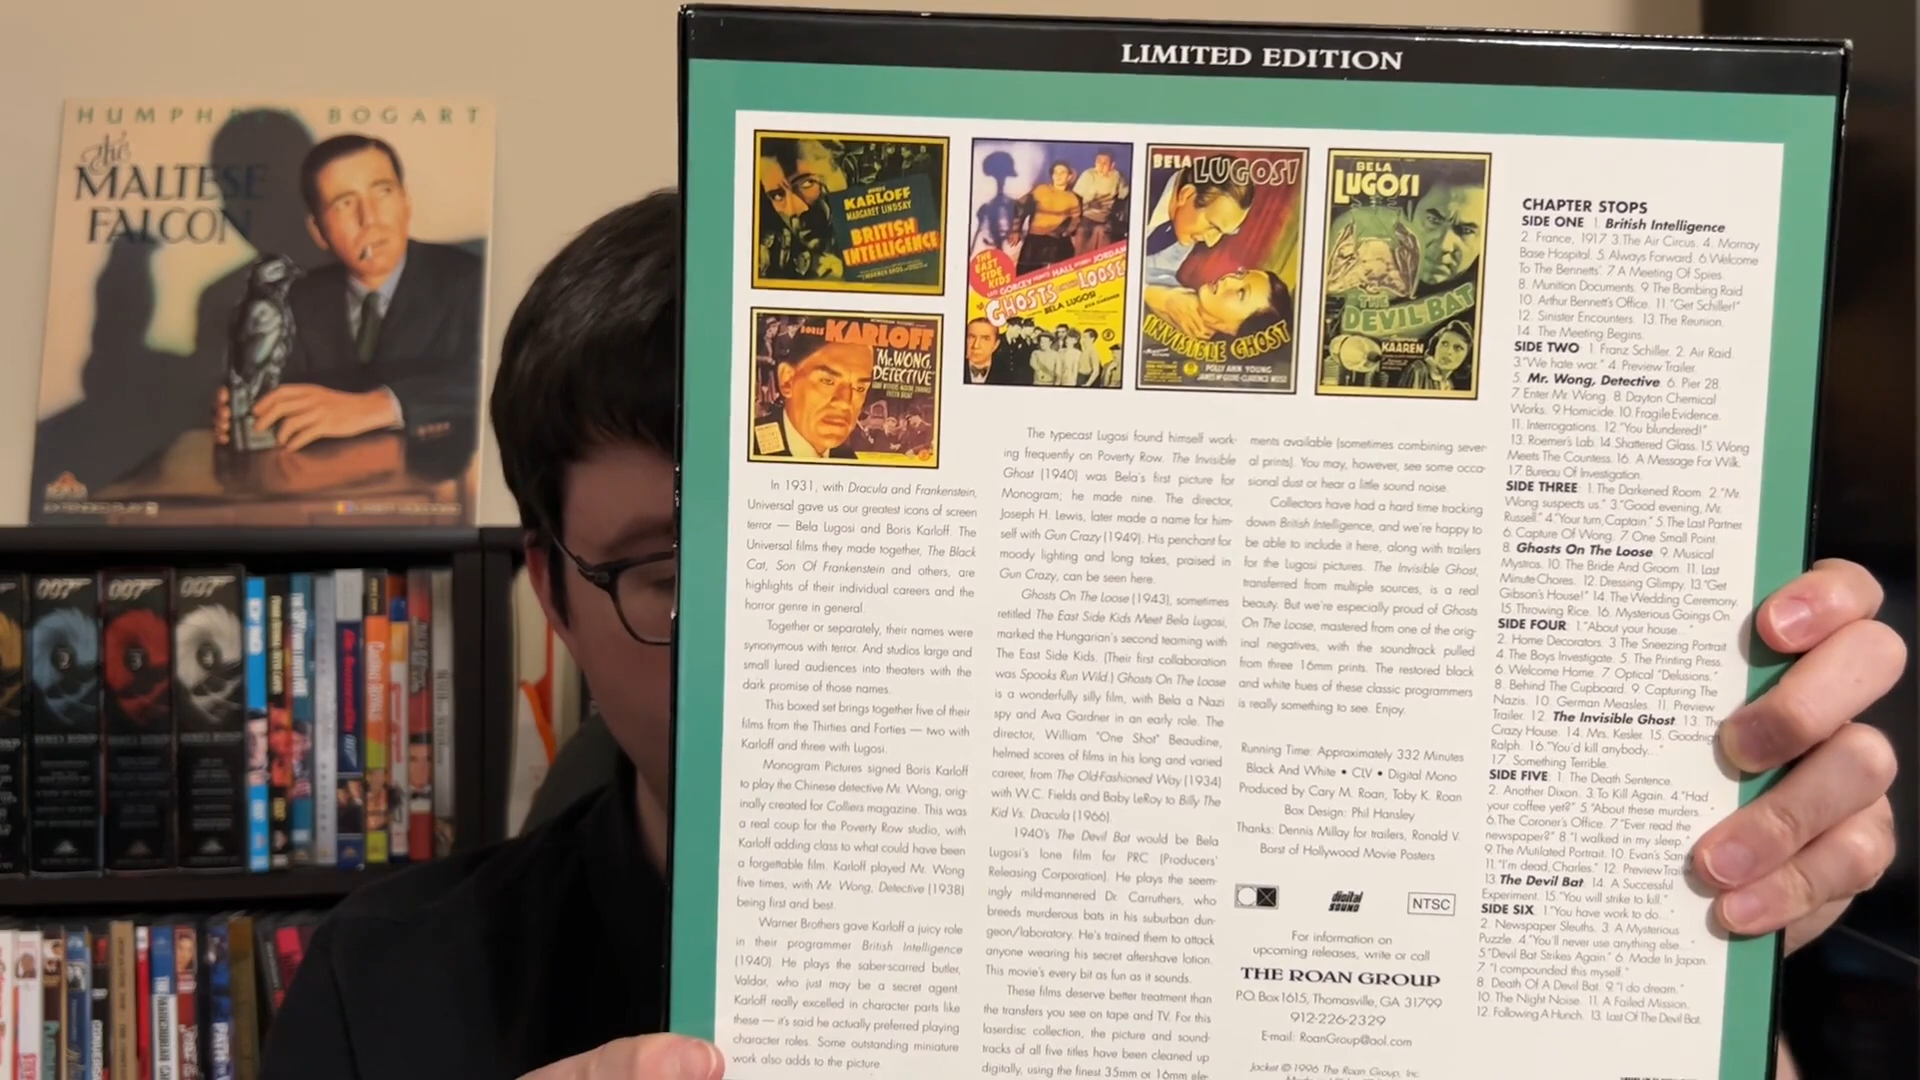 HUMPHREY BOGART
the
MALTESE
FALCON
007
007
007
2
3
4
LIMITED EDITION
KARLOFF
MARGARET LINDSAY
BRITISH
INTELLIGENCE
BORIS KARLOFF
"MR. WONG,
DETECTIVE"
THE
EAST
SIDE
KIDS
GHOSTS ON THE LOOSE
BELA LUGOSI
BELA LUGOSI
INVISIBLE GHOST
POLLY ANN YOUNG
BELA
LUGOSI
THE
DEVIL BAT
KAAREN
In 1931, with Dracula and Frankenstein,
Universal gave us our greatest icons of screen
terror — Bela Lugosi and Boris Karloff. The
Universal films they made together, The Black
Cat, Son Of Frankenstein and others, are
highlights of their individual careers and the
horror genre in general.
Together or separately, their names were
synonymous with terror. And studios large and
small lured audiences into theaters with the
dark promise of those names.
This boxed set brings together five of their
films from the Thirties and Forties — two with
Karloff and three with Lugosi.
Monogram Pictures signed Boris Karloff
to play the Chinese detective Mr. Wong, orig-
inally created for Colliers magazine. This was
a real coup for the Poverty Row studio, with
Karloff adding class to what could have been
a forgettable film. Karloff played Mr. Wong
five times, with Mr. Wong, Detective (1938)
being first and best.
Warner Brothers gave Karloff a juicy role
in their programmer British Intelligence
(1940). He plays the saber-scarred butler,
Valdar, who just may be a secret agent.
Karloff really excelled in character parts like
these — it's said he actually preferred playing
character roles. Some outstanding miniature
work also adds to the picture.
The typecast Lugosi found himself work-
ing frequently on Poverty Row. The Invisible
Ghost (1940) was Bela's first picture for
Monogram; he made nine. The director,
Joseph H. Lewis, later made a name for him-
self with Gun Crazy (1949). His penchant for
moody lighting and long takes, praised in
Gun Crazy, can be seen here.
Ghosts On The Loose (1943), sometimes
retitled The East Side Kids Meet Bela Lugosi,
marked the Hungarian's second teaming with
The East Side Kids. (Their first collaboration
was Spooks Run Wild.) Ghosts On The Loose
is a wonderfully silly film, with Bela a Nazi
spy and Ava Gardner in an early role. The
director, William "One Shot" Beaudine,
helmed scores of films in his long and varied
career, from The Old-Fashioned Way (1934)
with W.C. Fields and Baby LeRoy to Billy The
Kid Vs. Dracula (1966).
1940's The Devil Bat would be Bela
Lugosi's lone film for PRC (Producers'
Releasing Corporation). He plays the seem-
ingly mild-mannered Dr. Carruthers, who
breeds murderous bats in his suburban dun-
geon/laboratory. He's trained them to attack
anyone wearing his secret aftershave lotion.
This movie's every bit as fun as it sounds.
These films deserve better treatment than
the transfers you see on tape and TV. For this
laserdisc collection, the picture and sound-
tracks of all five titles have been cleaned up
digitally, using the finest 35mm or 16mm ele-
ments available (sometimes combining sever-
al prints). You may, however, see some occa-
sional dust or hear a little sound noise.
Collectors have had a hard time tracking
down British Intelligence, and we're happy to
be able to include it here, along with trailers
for the Lugosi pictures. The Invisible Ghost,
transferred from multiple sources, is a real
beauty. But we're especially proud of Ghosts
On The Loose, mastered from one of the orig-
inal negatives, with the soundtrack pulled
from three 16mm prints. The restored black
and white hues of these classic programmers
is really something to see. Enjoy.
Running Time: Approximately 332 Minutes
Black And White • CLV • Digital Mono
Produced by Cary M. Roan, Toby K. Roan
Box Design: Phil Hansley
Thanks: Dennis Millay for trailers, Ronald V.
Borst of Hollywood Movie Posters
CX
digital
SOUND
NTSC
For information on
upcoming releases, write or call
THE ROAN GROUP
P.O. Box 1615, Thomasville, GA 31799
912-226-2329
E-mail: RoanGroup@aol.com
Jacket © 1996 The Roan Group, Inc.
CHAPTER STOPS
SIDE ONE 1. British Intelligence
2. France, 1917 3. The Air Circus. 4. Mornay
Base Hospital. 5. Always Forward. 6. Welcome
To The Bennetts'. 7. A Meeting Of Spies.
8. Munition Documents. 9. The Bombing Raid
10. Arthur Bennett's Office. 11. "Get Schiller!"
12. Sinister Encounters. 13. The Reunion.
14. The Meeting Begins.
SIDE TWO 1. Franz Schiller. 2. Air Raid.
3. "We hate war." 4. Preview Trailer.
5. Mr. Wong, Detective. 6. Pier 28.
7. Enter Mr. Wong. 8. Dayton Chemical
Works. 9. Homicide. 10. Fragile Evidence.
11. Interrogations. 12. "You blundered!"
13. Roemer's Lab. 14. Shattered Glass. 15. Wong
Meets The Countess. 16. A Message For Wilk.
17. Bureau Of Investigation.
SIDE THREE 1. The Darkened Room. 2. "Mr.
Wong suspects us." 3. "Good evening, Mr.
Russell." 4. "Your turn, Captain." 5. The Last Partner.
6. Capture Of Wong. 7. One Small Point.
8. Ghosts On The Loose. 9. Musical
Mystros. 10. The Bride And Groom. 11. Last
Minute Chores. 12. Dressing Glimpy. 13. "Get
Gibson's House!" 14. The Wedding Ceremony.
15. Throwing Rice. 16. Mysterious Goings On.
SIDE FOUR 1. "About your house..."
2. Home Decorators. 3. The Sneezing Portrait.
4. The Boys Investigate. 5. The Printing Press.
6. Welcome Home. 7. Optical "Delusions."
8. Behind The Cupboard. 9. Capturing The
Nazis. 10. German Measles. 11. Preview
Trailer. 12. The Invisible Ghost. 13. The
Crazy House. 14. Mrs. Kesler. 15. Goodnight
Ralph. 16. "You'd kill anybody..."
17. Something Terrible.
SIDE FIVE 1. The Death Sentence.
2. Another Dixon. 3. To Kill Again. 4. "Had
your coffee yet?" 5. "About these murders..."
6. The Coroner's Office. 7. "Ever read the
newspaper?" 8. "I walked in my sleep."
9. The Mutilated Portrait. 10. Evan's
11. "I'm dead, Charles." 12. Preview Trailer
13. The Devil Bat. 14. A Successful
Experiment. 15. "You will strike to kill."
SIDE SIX 1. "You have work to do..."
2. Newspaper Sleuths. 3. A Mysterious
Puzzle. 4. "You'll never use anything else..."
5. "Devil Bat Strikes Again." 6. Made In Japan.
7. "I compounded this myself."
8. Death Of A Devil Bat. 9. "I do dream."
10. The Night Noise. 11. A Failed Mission.
12. Following A Hunch. 13. Last Of The Devil Bat.